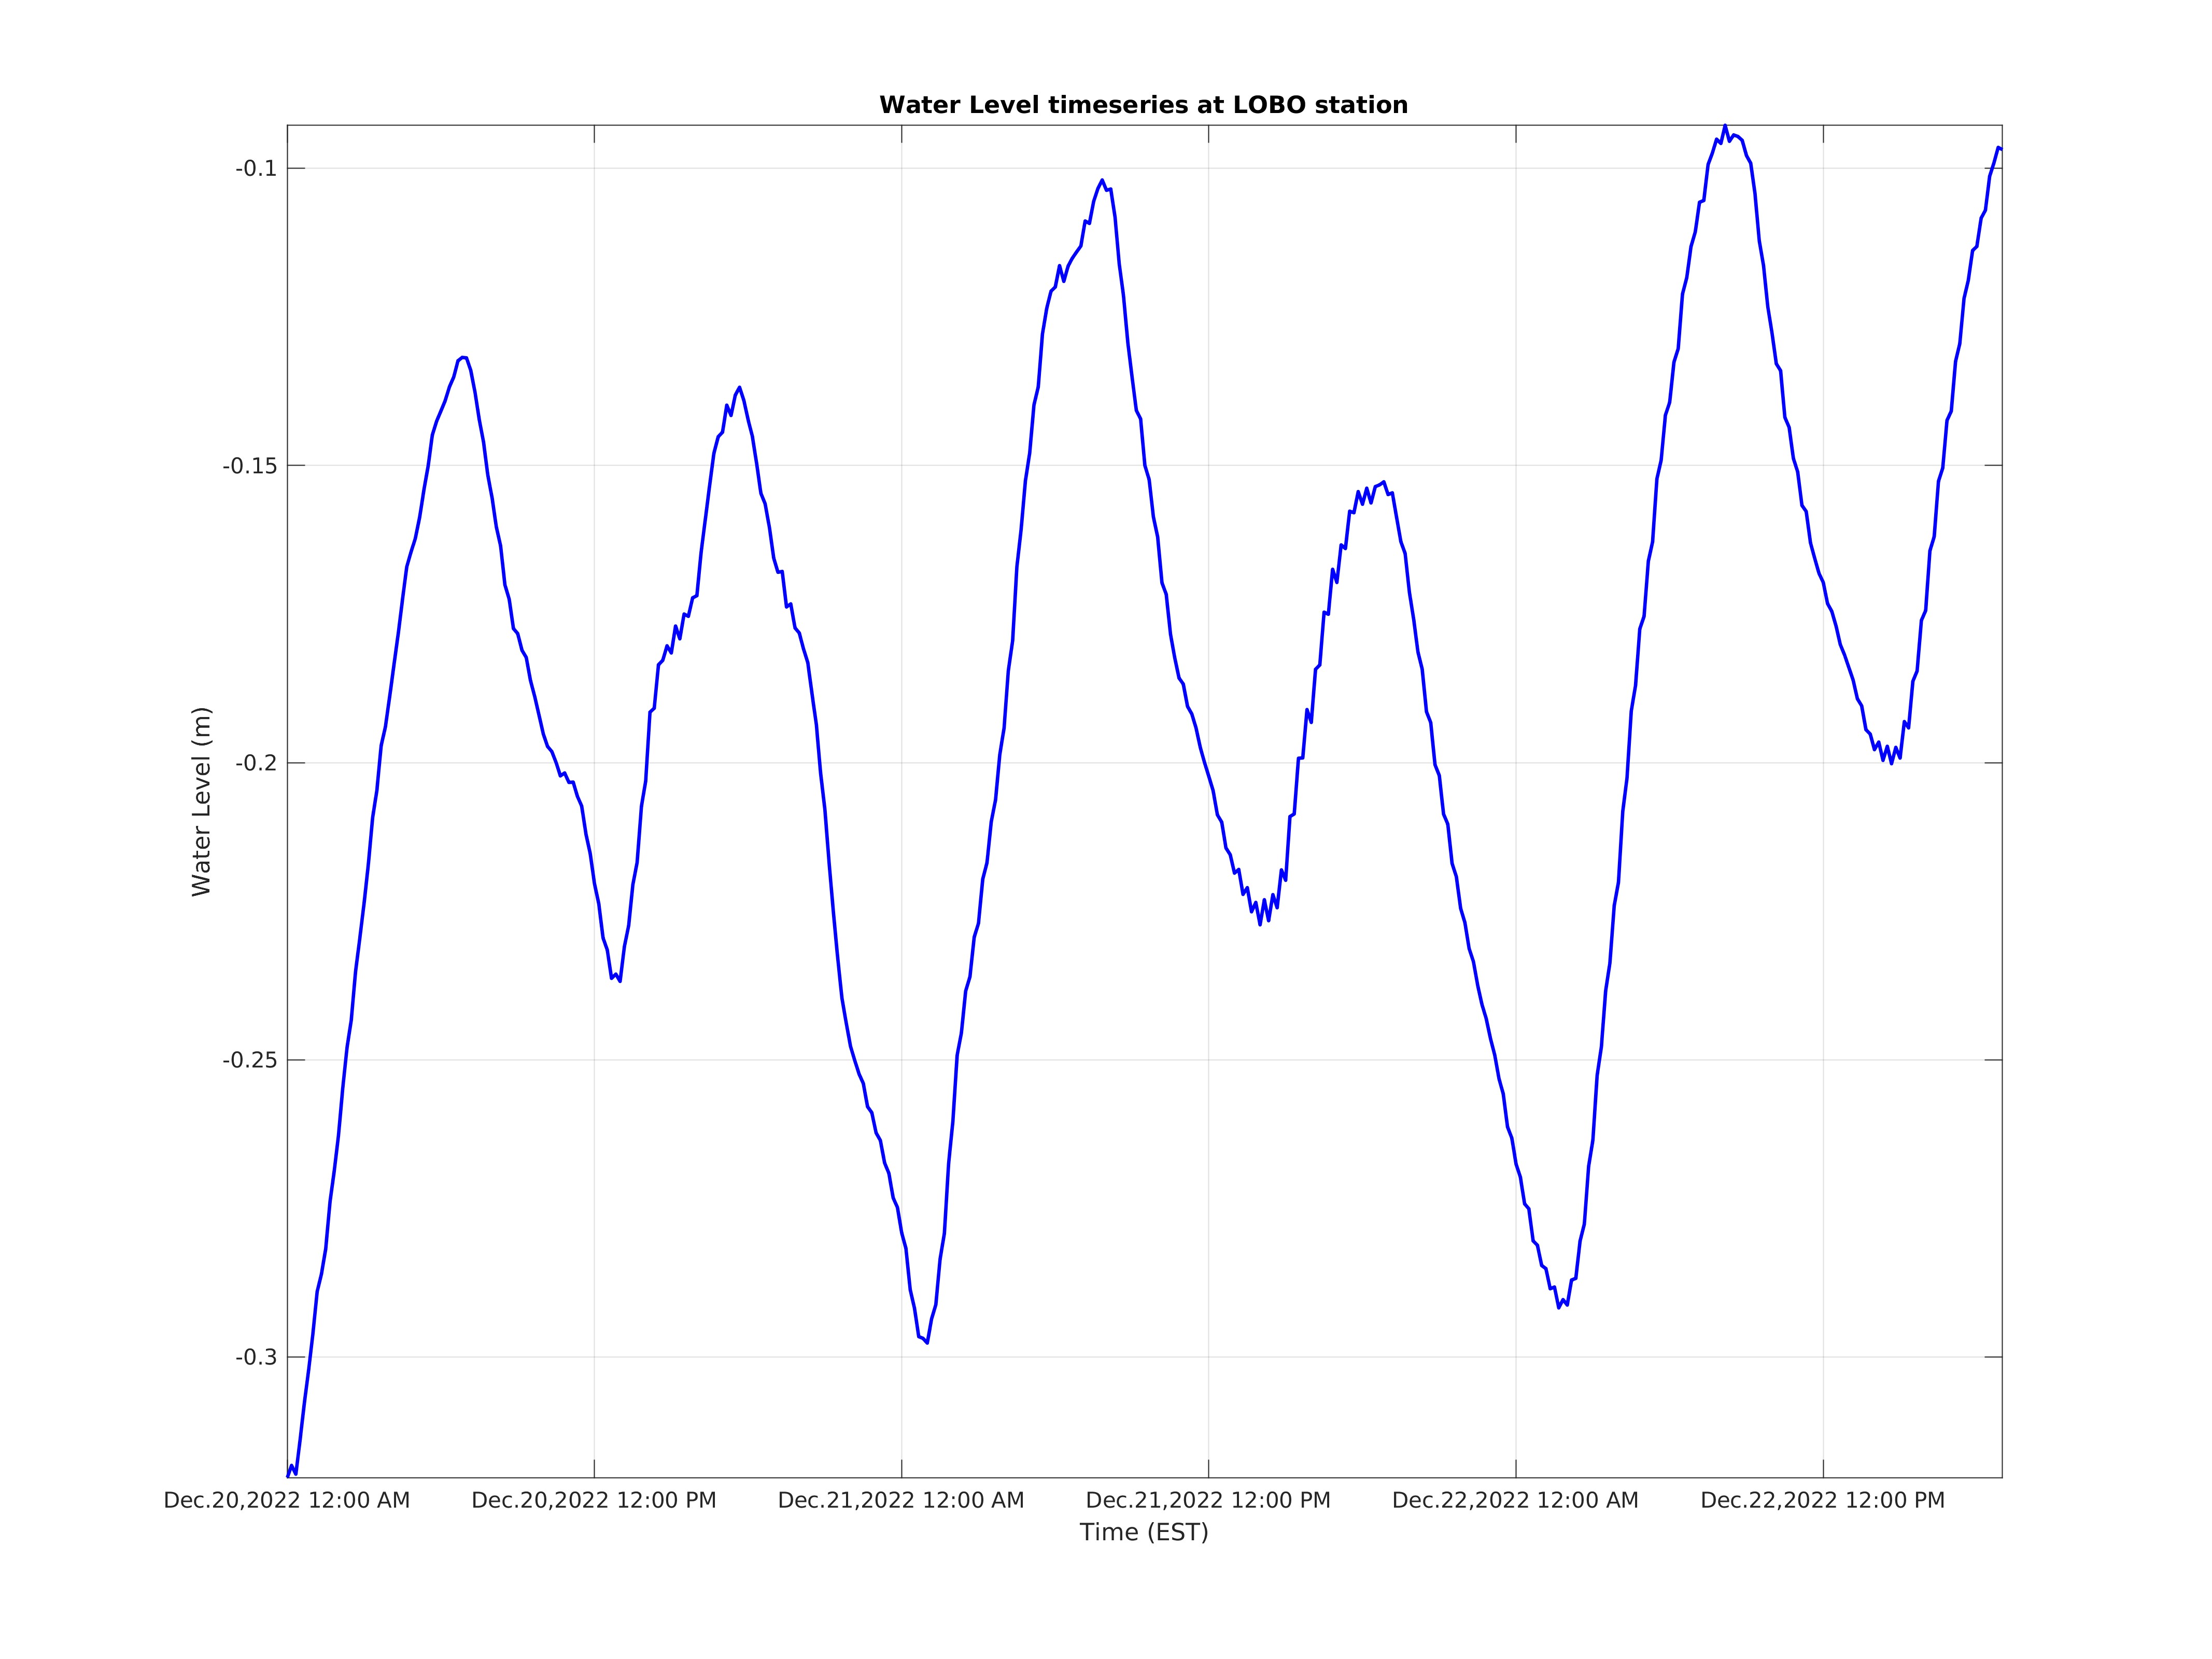 Water Level timeseries at LOBO station
-0.1
-0.15
-0.2
-0.25
-0.3
Water Level (m)
Dec.20,2022 12:00 AM Dec.20,2022 12:00 PM Dec.21,2022 12:00 AM Dec.21,2022 12:00 PM Dec.22,2022 12:00 AM Dec.22,2022 12:00 PM
Time (EST)